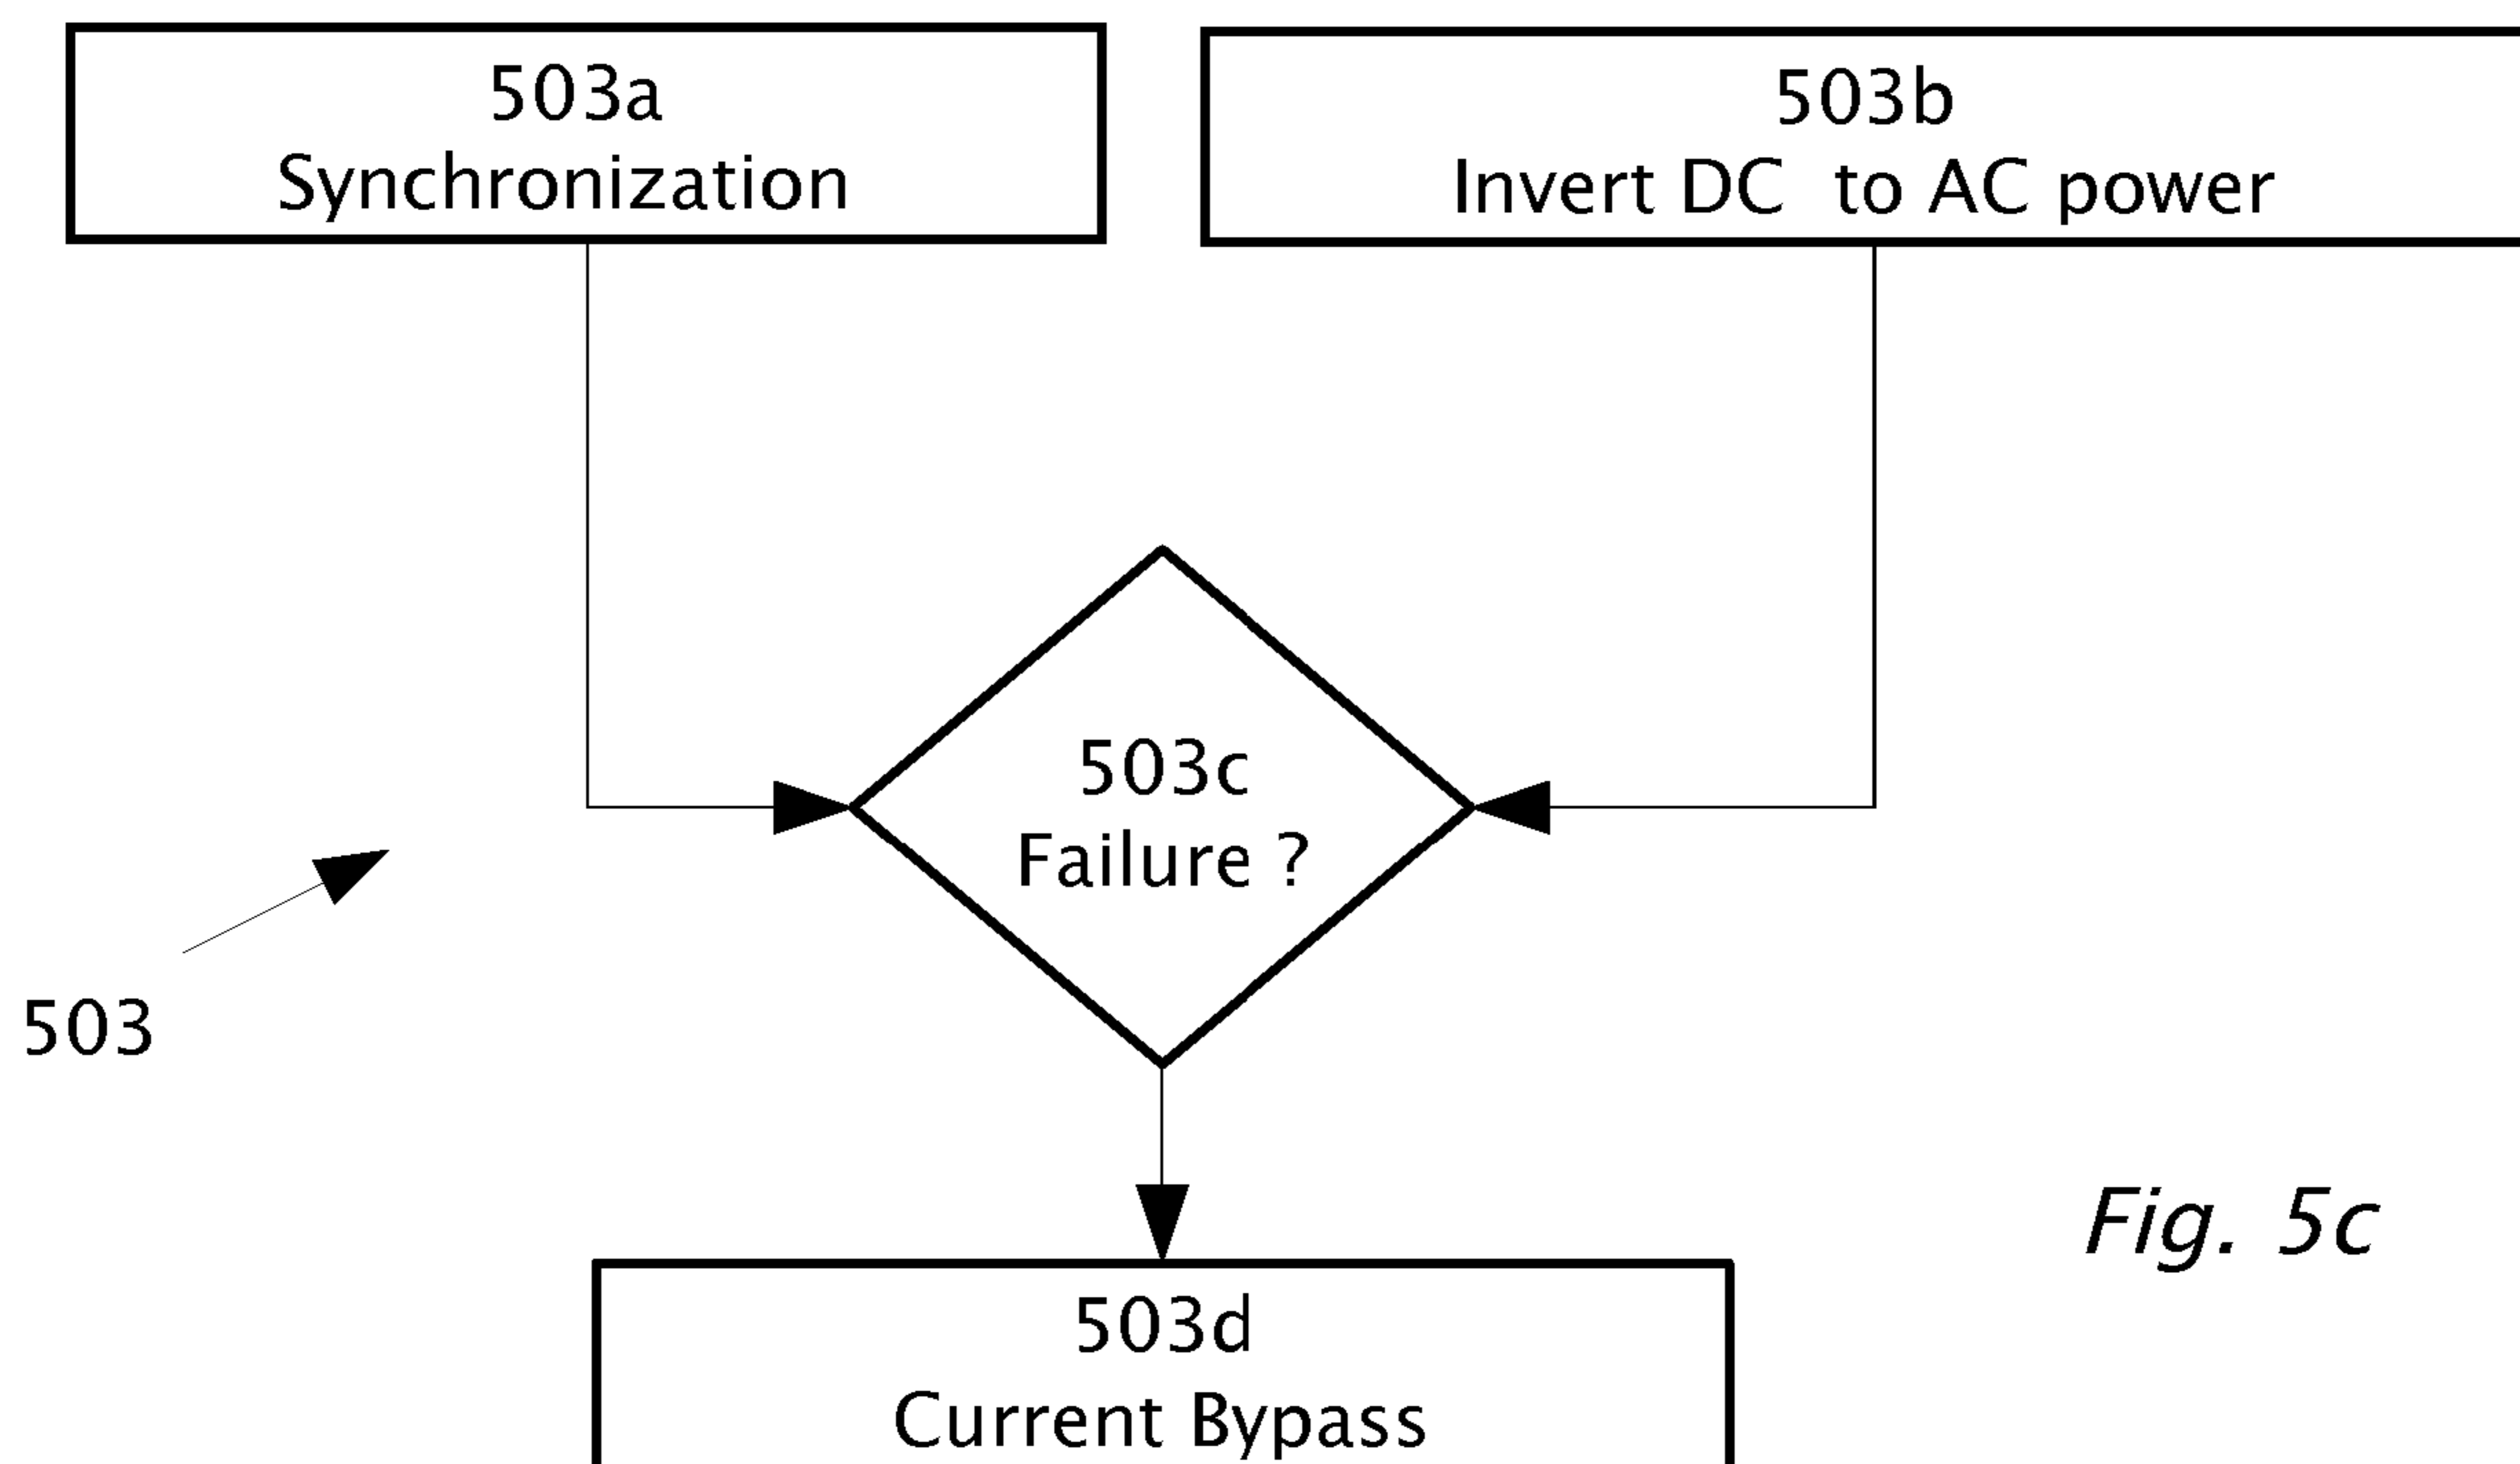 503a
Synchronization
503b
Invert DC  to AC power
503c
Failure ?
503
Fig. 5c
503d
Current Bypass